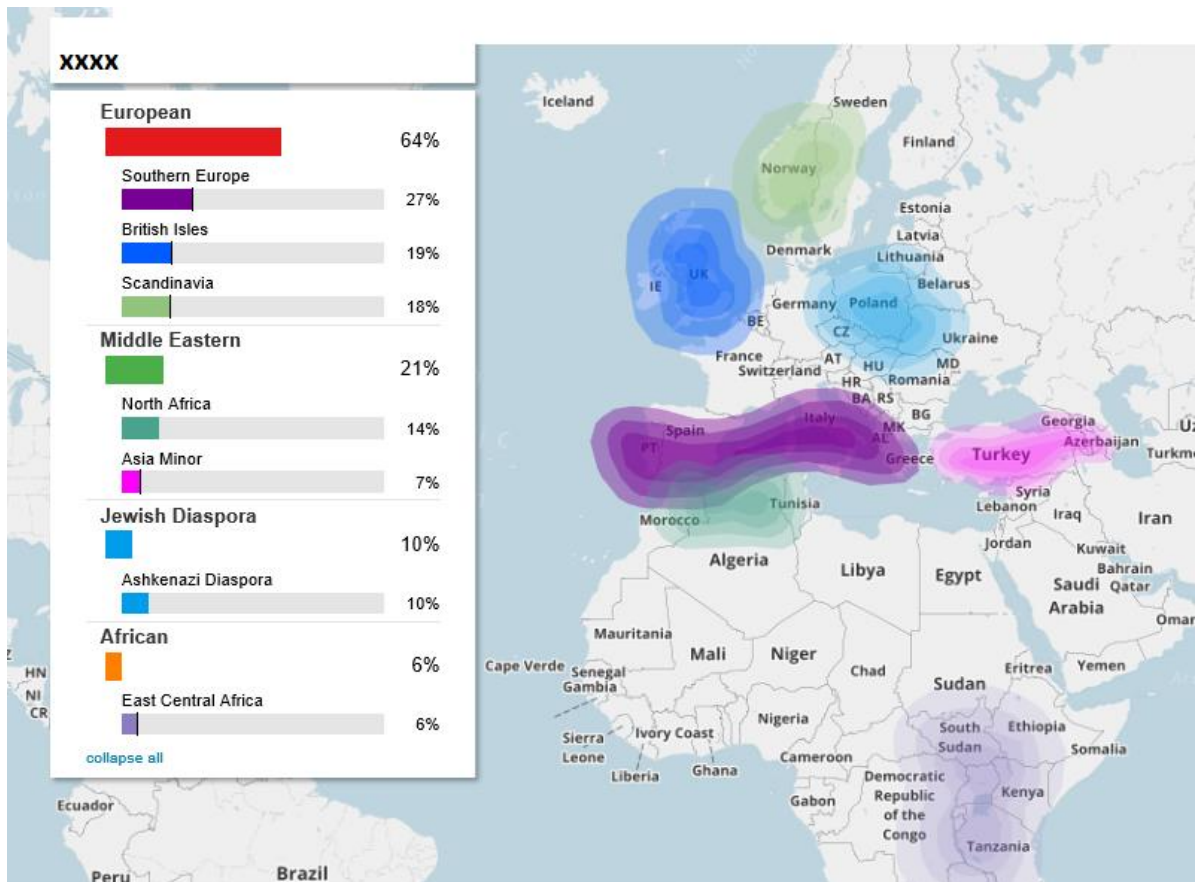 xxxx
European
64%
Southern Europe
27%
British Isles
19%
Scandinavia
18%
Middle Eastern
21%
North Africa
14%
Asia Minor
7%
Jewish Diaspora
10%
Ashkenazi Diaspora
10%
African
6%
East Central Africa
6%
collapse all
Iceland
Sweden
Finland
Norway
Estonia
Latvia
Denmark
Lithuania
UK
IE
Belarus
Germany
Poland
BE
CZ
Ukraine
France
AT
HU
MD
Switzerland
HR
Romania
BA RS
Italy
BG
Spain
MK
Georgia
PT
AL
Azerbaijan
Uz
Greece
Turkey
Turkm
Syria
Tunisia
Lebanon
Iraq
Iran
Morocco
Jordan
Kuwait
Algeria
Libya
Egypt
Bahrain
Saudi
Arabia
Qatar
Oman
Mauritania
Mali
Niger
Chad
Cape Verde
Senegal
Gambia
Eritrea
Yemen
Sudan
HN
NI
CR
Nigeria
South
Sudan
Ethiopia
Somalia
Sierra
Leone
Ivory Coast
Cameroon
Liberia
Ghana
Democratic
Republic
of the
Congo
Kenya
Gabon
Tanzania
Ecuador
Peru
Brazil